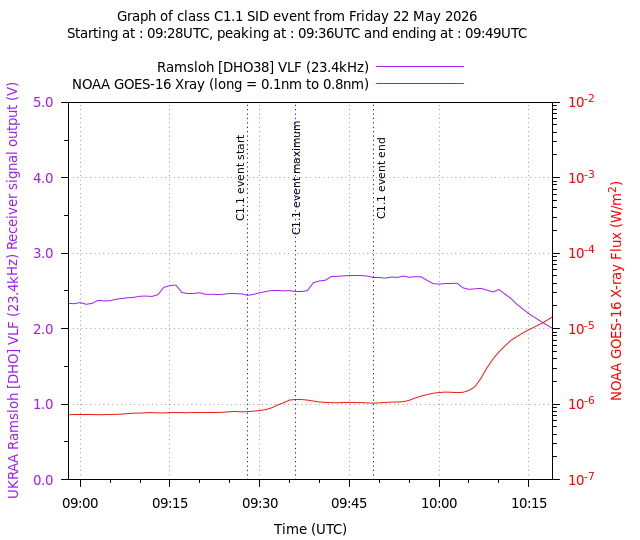 Graph of class C1.1 SID event from Friday 22 May 2026
Starting at : 09:28UTC, peaking at : 09:36UTC and ending at : 09:49UTC
Ramsloh [DHO38] VLF (23.4kHz)
NOAA GOES-16 Xray (long = 0.1nm to 0.8nm)
UKRAA Ramsloh [DHO] VLF (23.4kHz) Receiver signal output (V)
5.0
4.0
3.0
2.0
1.0
0.0
C1.1 event start
C1.1 event maximum
C1.1 event end
10-2
10-3
10-4
10-5
10-6
10-7
NOAA GOES-16 X-ray Flux (W/m2)
09:00 09:15 09:30 09:45 10:00 10:15
Time (UTC)